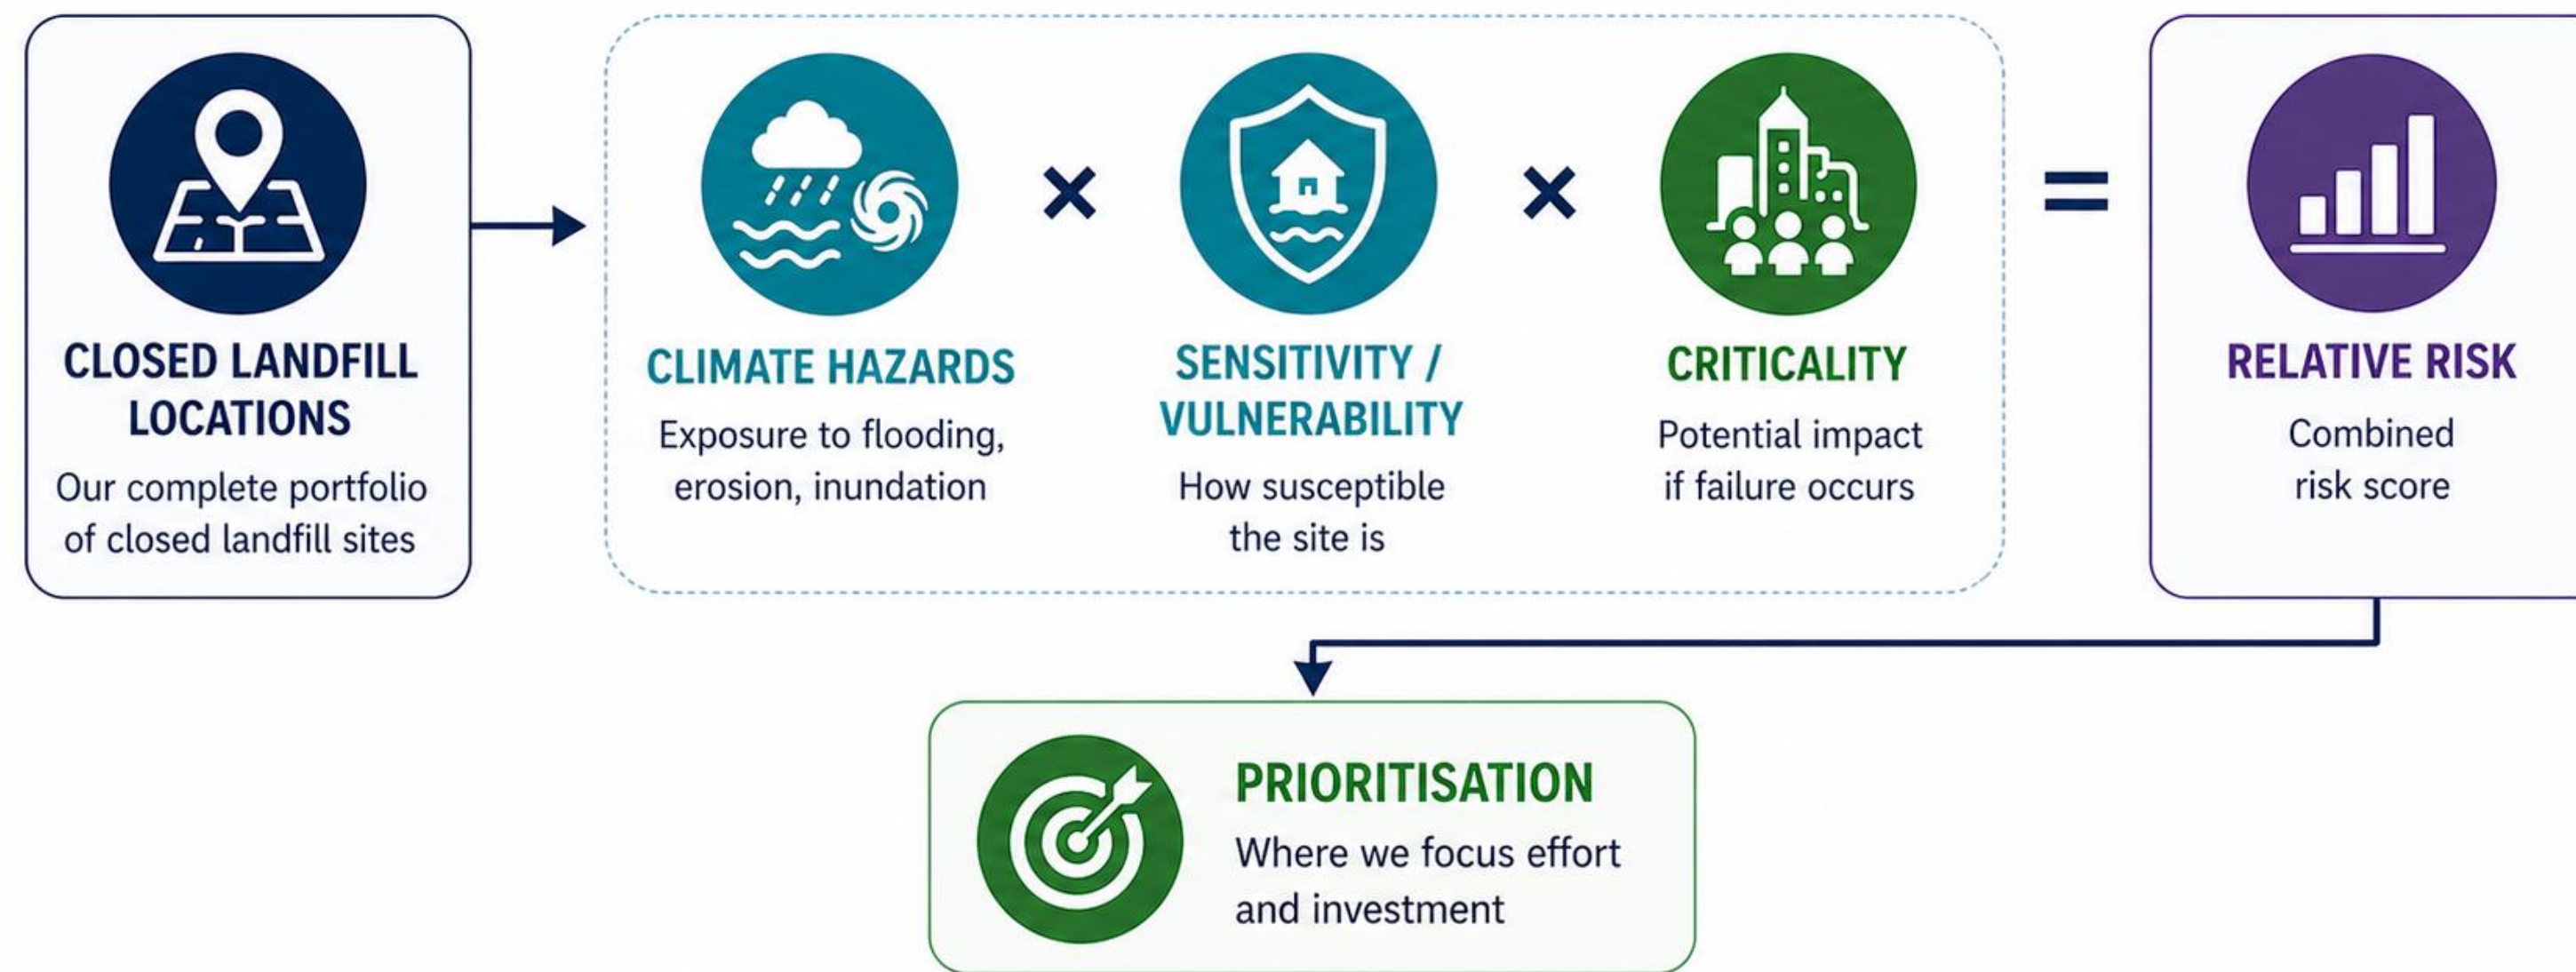 CLOSED LANDFILL
LOCATIONS
Our complete portfolio
of closed landfill sites
CLIMATE HAZARDS
Exposure to flooding,
erosion, inundation
×
SENSITIVITY /
VULNERABILITY
How susceptible
the site is
×
CRITICALITY
Potential impact
if failure occurs
=
RELATIVE RISK
Combined
risk score
PRIORITISATION
Where we focus effort
and investment